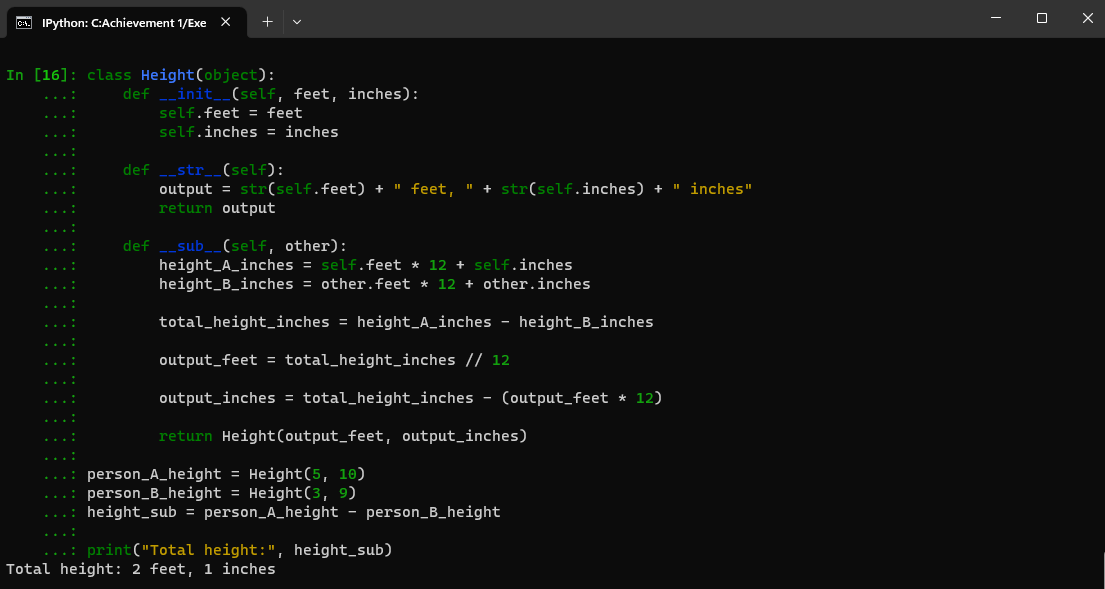 IPython: C:Achievement 1/Exe
In [16]: class Height(object):
    ...:     def __init__(self, feet, inches):
    ...:         self.feet = feet
    ...:         self.inches = inches
    ...:
    ...:     def __str__(self):
    ...:         output = str(self.feet) + " feet, " + str(self.inches) + " inches"
    ...:         return output
    ...:
    ...:     def __sub__(self, other):
    ...:         height_A_inches = self.feet * 12 + self.inches
    ...:         height_B_inches = other.feet * 12 + other.inches
    ...:
    ...:         total_height_inches = height_A_inches - height_B_inches
    ...:
    ...:         output_feet = total_height_inches // 12
    ...:
    ...:         output_inches = total_height_inches - (output_feet * 12)
    ...:
    ...:         return Height(output_feet, output_inches)
    ...:
    ...: person_A_height = Height(5, 10)
    ...: person_B_height = Height(3, 9)
    ...: height_sub = person_A_height - person_B_height
    ...:
    ...: print("Total height:", height_sub)
Total height: 2 feet, 1 inches